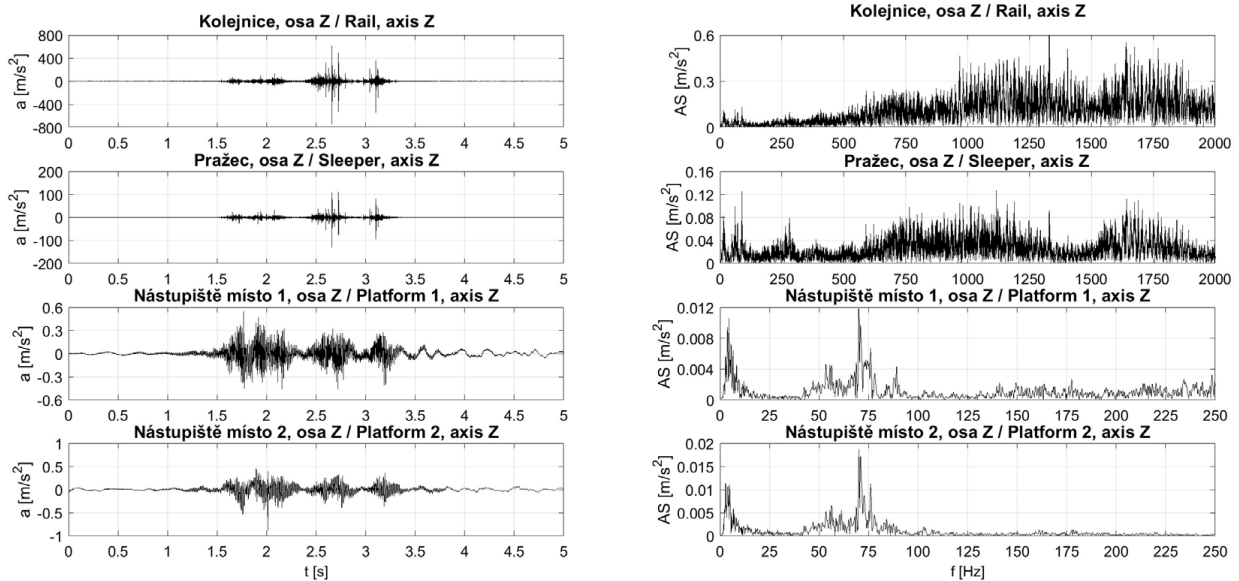 Kolejnice, osa Z / Rail, axis Z
a [m/s²]
800
400
0
-400
-800
0 0.5 1 1.5 2 2.5 3 3.5 4 4.5 5
Pražec, osa Z / Sleeper, axis Z
a [m/s²]
200
100
0
-100
-200
0 0.5 1 1.5 2 2.5 3 3.5 4 4.5 5
Nástupiště místo 1, osa Z / Platform 1, axis Z
a [m/s²]
0.6
0.3
0
-0.3
-0.6
0 0.5 1 1.5 2 2.5 3 3.5 4 4.5 5
Nástupiště místo 2, osa Z / Platform 2, axis Z
a [m/s²]
1
0.5
0
-0.5
-1
0 0.5 1 1.5 2 2.5 3 3.5 4 4.5 5
t [s]
Kolejnice, osa Z / Rail, axis Z
AS [m/s²]
0.6
0.3
0
0 250 500 750 1000 1250 1500 1750 2000
Pražec, osa Z / Sleeper, axis Z
AS [m/s²]
0.16
0.12
0.08
0.04
0
0 250 500 750 1000 1250 1500 1750 2000
Nástupiště místo 1, osa Z / Platform 1, axis Z
AS [m/s²]
0.012
0.008
0.004
0
0 25 50 75 100 125 150 175 200 225 250
Nástupiště místo 2, osa Z / Platform 2, axis Z
AS [m/s²]
0.02
0.015
0.01
0.005
0
0 25 50 75 100 125 150 175 200 225 250
f [Hz]